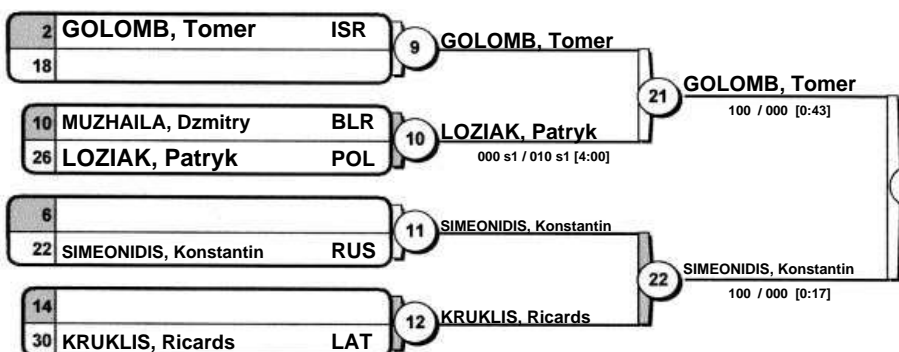 2 GOLOMB, Tomer ISR
18
9
GOLOMB, Tomer
10 MUZHAILA, Dzmitry BLR
26 LOZIAK, Patryk POL
10
LOZIAK, Patryk
000 s1 / 010 s1 [4:00]
21
GOLOMB, Tomer
100 / 000 [0:43]
6
22 SIMEONIDIS, Konstantin RUS
11
SIMEONIDIS, Konstantin
14
30 KRUKLIS, Ricards LAT
12
KRUKLIS, Ricards
22
SIMEONIDIS, Konstantin
100 / 000 [0:17]